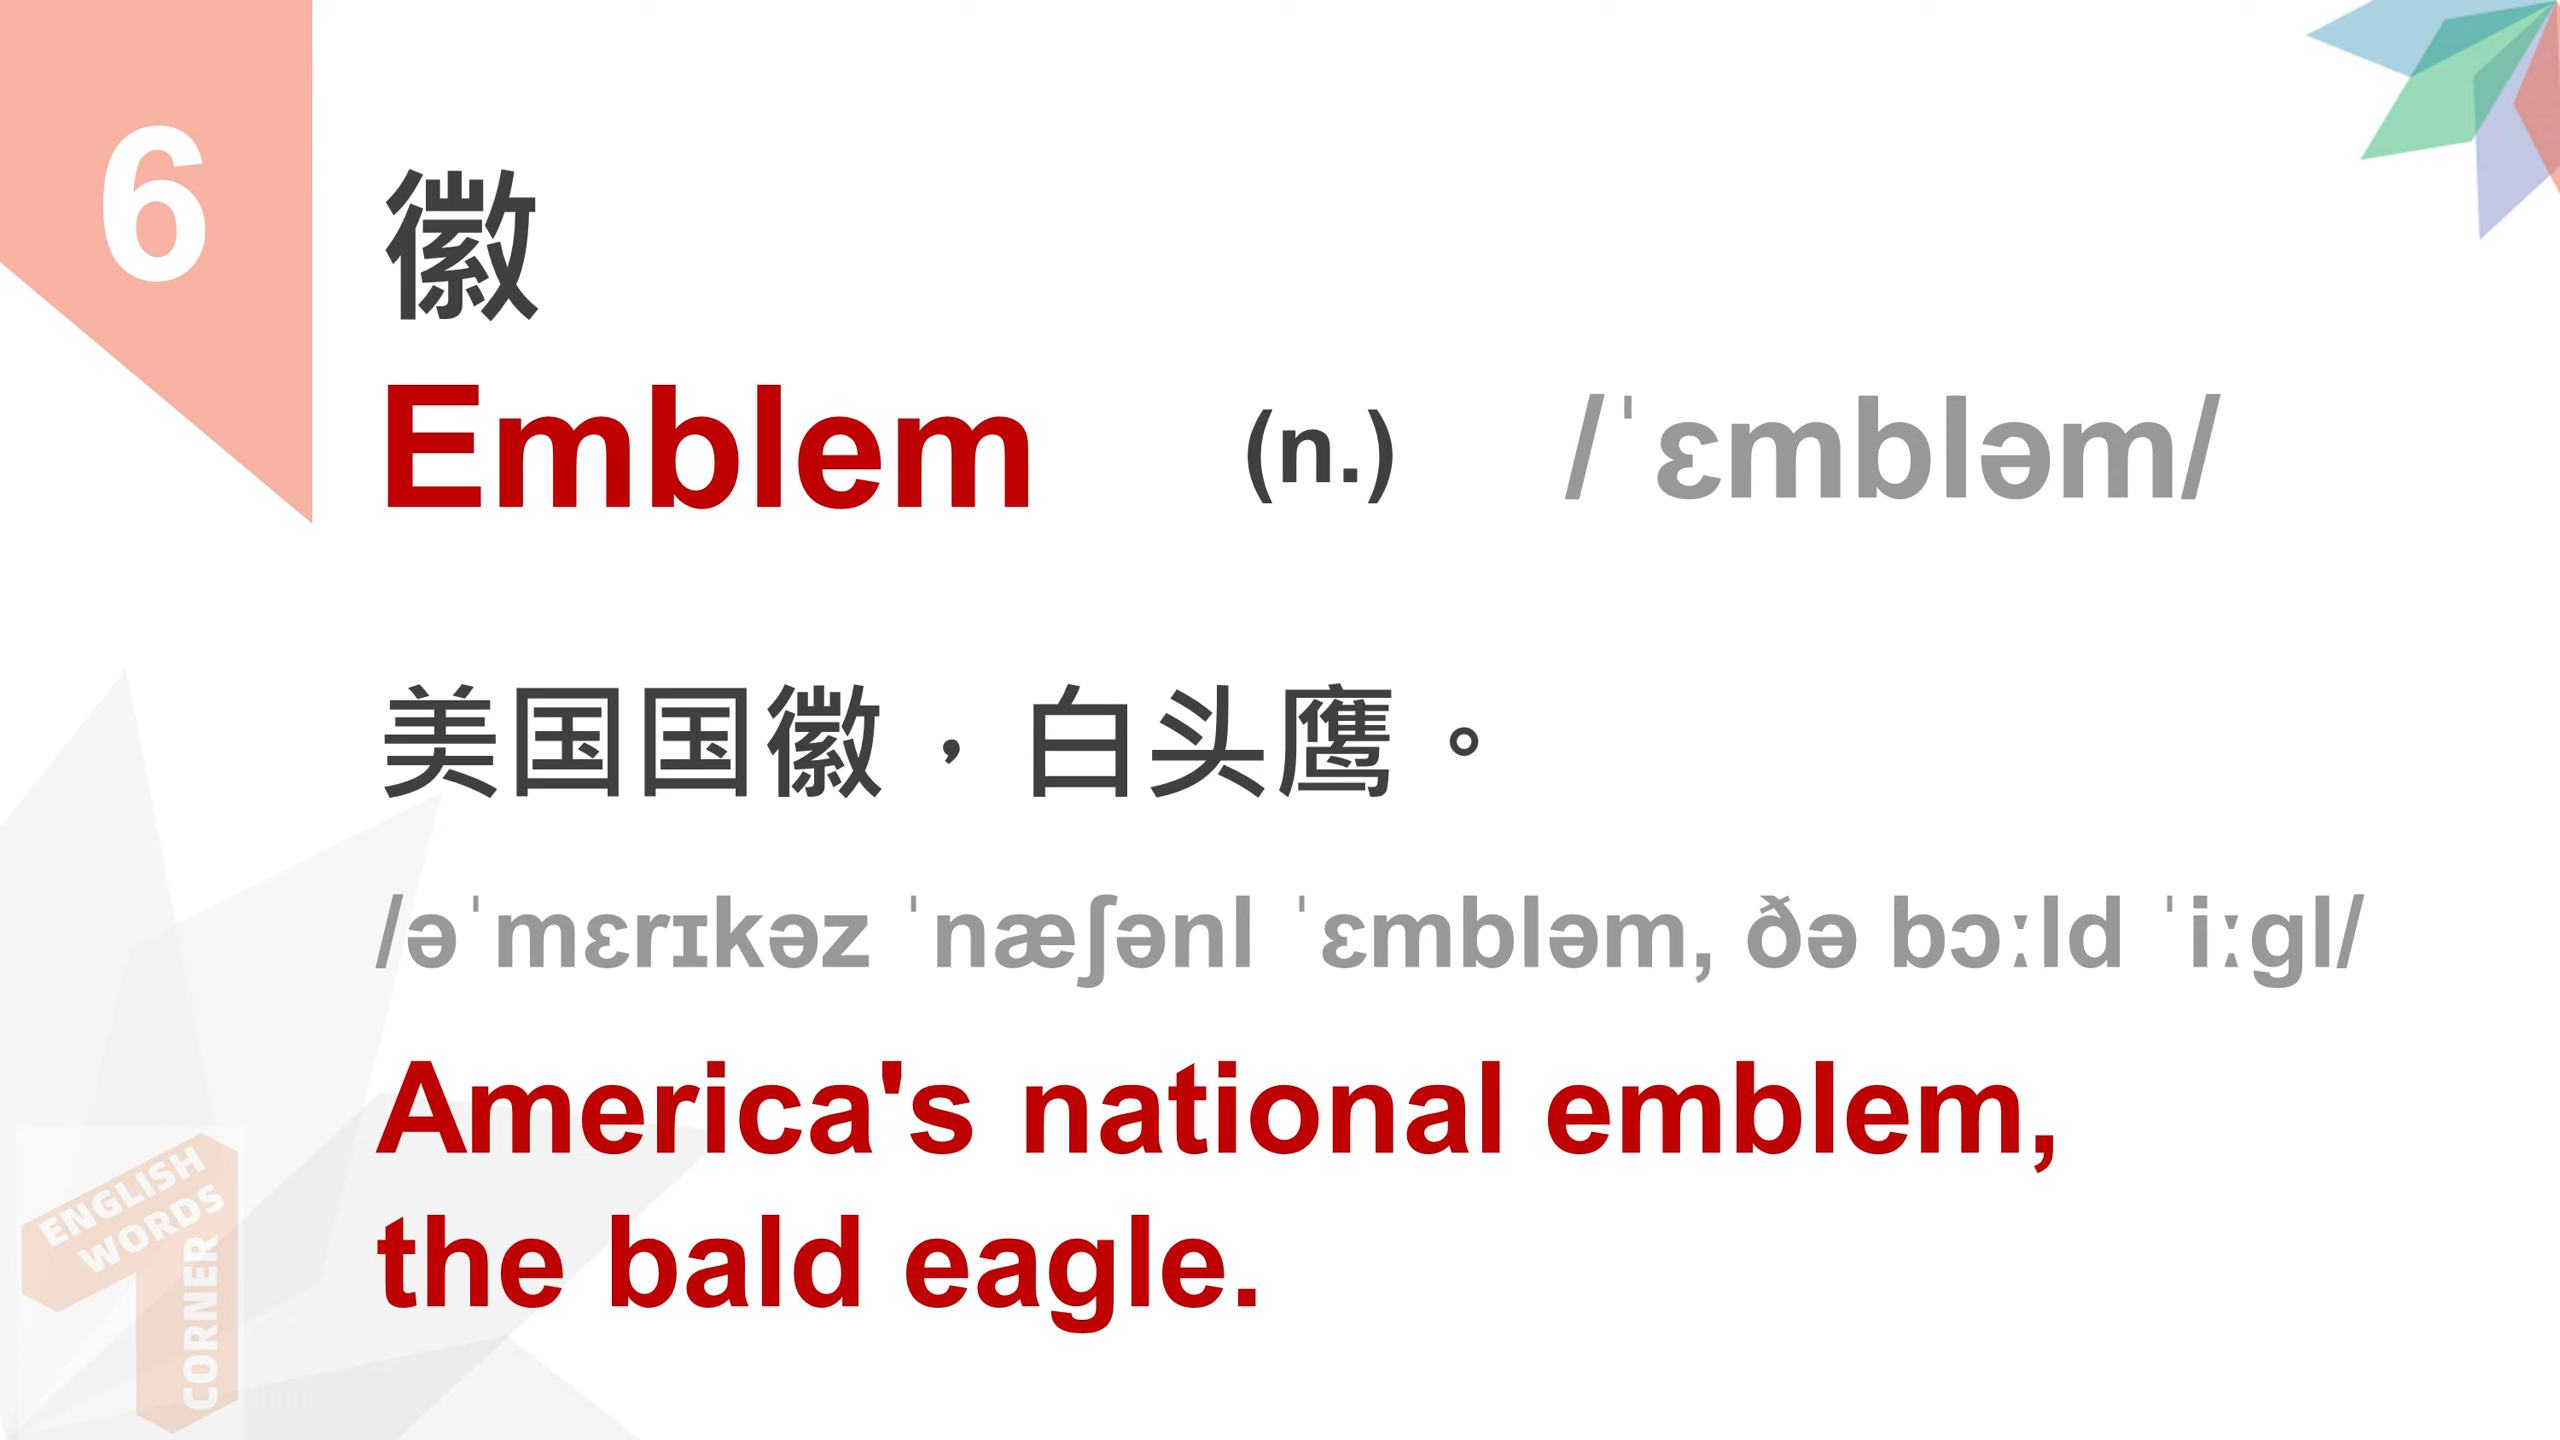 6
徽
Emblem (n.) /ˈɛmbləm/
美国国徽，白头鹰。
/əˈmɛrɪkəz ˈnæʃənl ˈɛmbləm, ðə bɔːld ˈiːgl/
America's national emblem,
the bald eagle.
ENGLISH
WORDS
CORNER